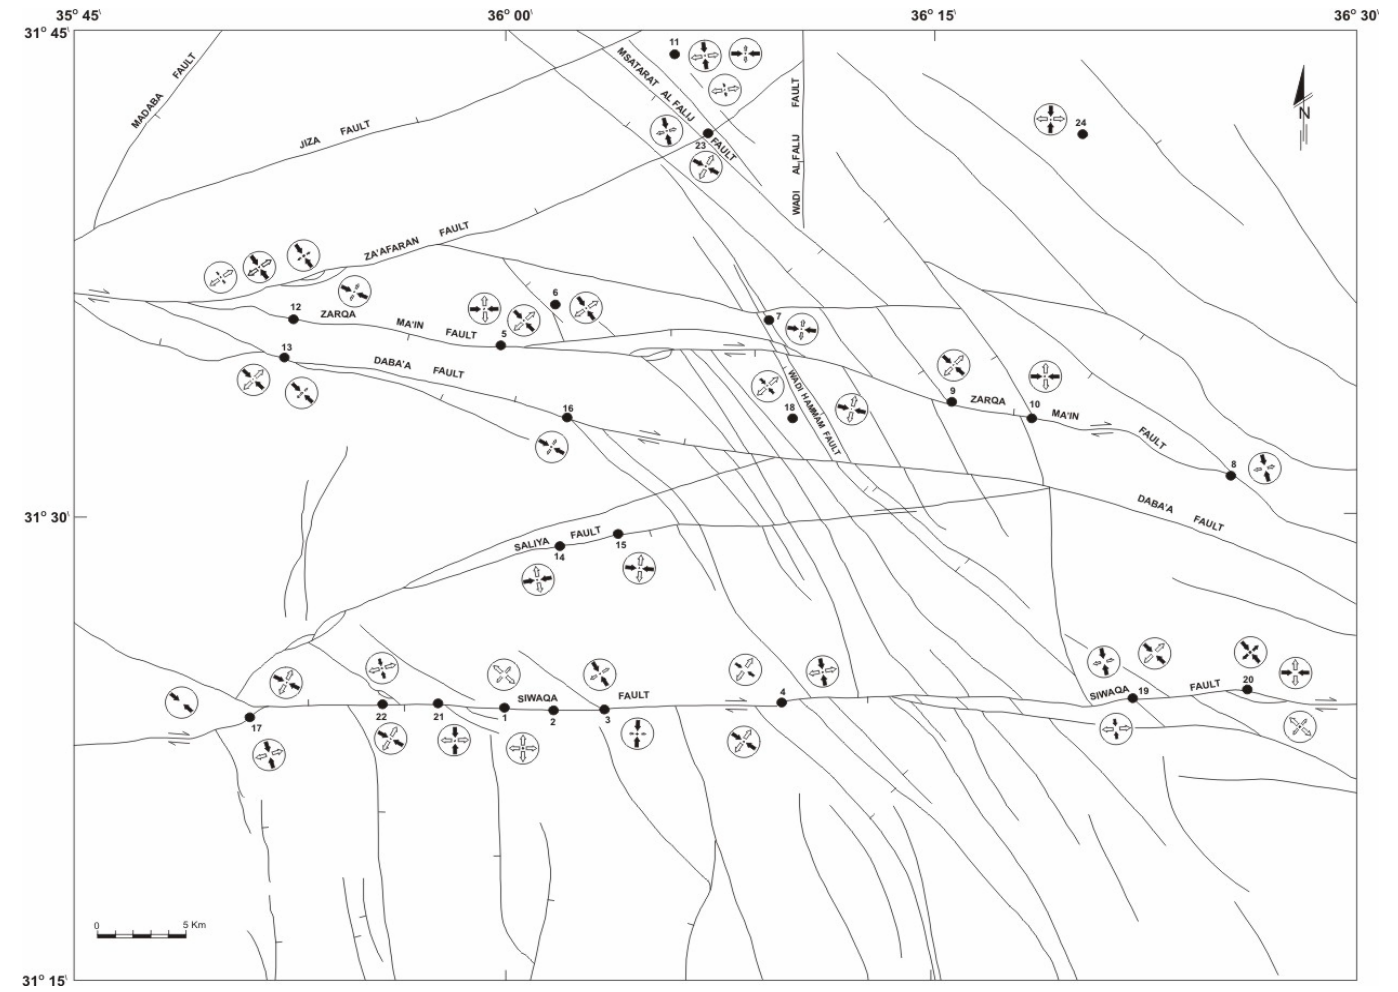 35° 45\
36° 00\
36° 15\
36° 30\
31° 45\
MADABA FAULT
JIZA FAULT
MSATARAT AL FALIJ FAULT
WADI AL FALIJ FAULT
11
23
24
N
ZA'AFARAN FAULT
12
ZARQA MA'IN FAULT
5
6
7
13
DABA'A FAULT
16
WADI HAMMAM FAULT
18
9
ZARQA MA'IN FAULT
10
8
31° 30\
DABA'A FAULT
SALIYA FAULT
14
15
17
22
21
1
SIWAQA FAULT
2
3
4
SIWAQA FAULT
19
20
0 5 Km
31° 15\